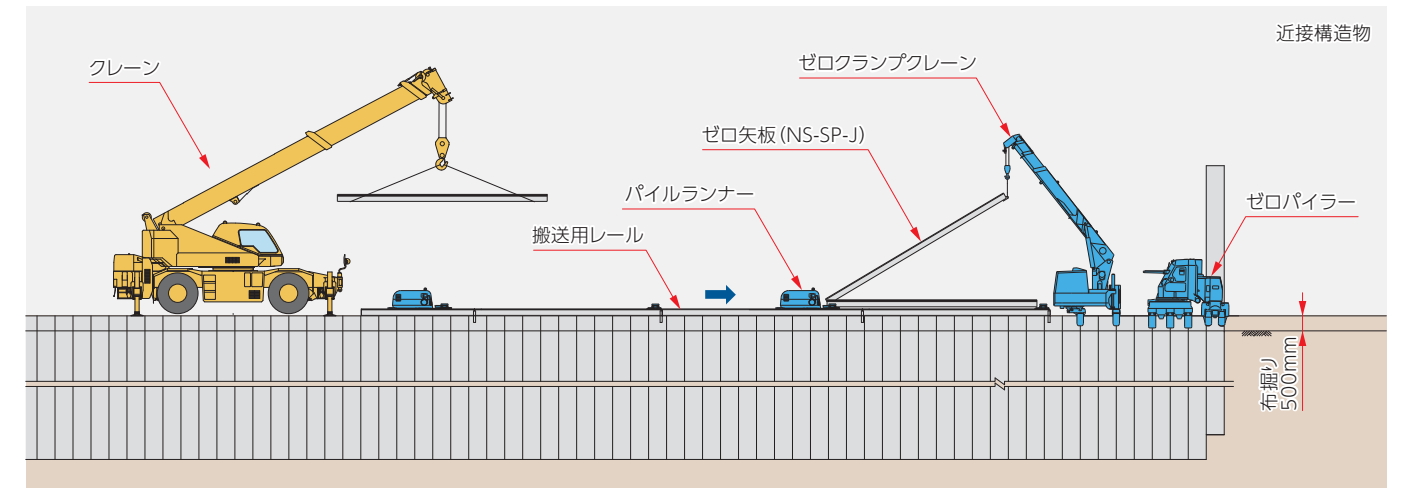 近接構造物
クレーン
ゼロクランプクレーン
ゼロ矢板(NS-SP-J)
パイルランナー
ゼロパイラー
搬送用レール
布掘り
500mm